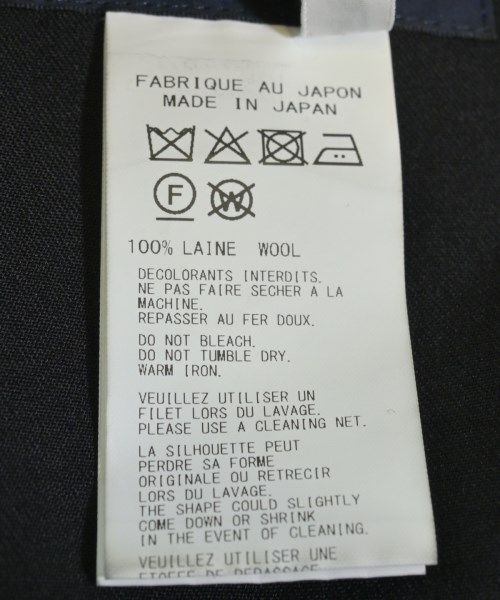 FABRIQUE AU JAPON
MADE IN JAPAN
F
W
100% LAINE WOOL
DECOLORANTS INTERDITS.
NE PAS FAIRE SECHER A LA
MACHINE.
REPASSER AU FER DOUX.
DO NOT BLEACH.
DO NOT TUMBLE DRY.
WARM IRON.
VEUILLEZ UTILISER UN
FILET LORS DU LAVAGE.
PLEASE USE A CLEANING NET.
LA SILHOUETTE PEUT
PERDRE SA FORME
ORIGINALE OU RETRECIR
LORS DU LAVAGE.
THE SHAPE COULD SLIGHTLY
COME DOWN OR SHRINK
IN THE EVENT OF CLEANING.
VEUILLEZ UTILISER UNE
ETOFFE DE REPASSAGE